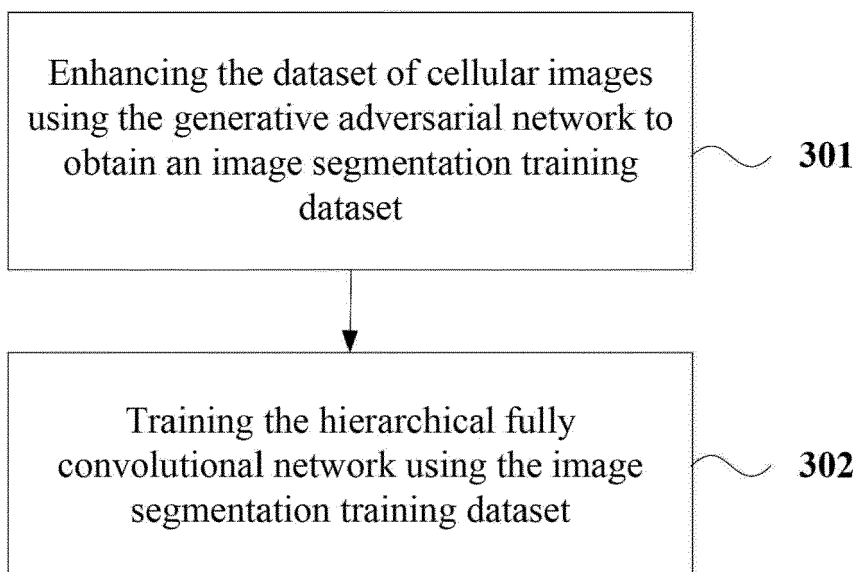 Enhancing the dataset of cellular images
using the generative adversarial network to
obtain an image segmentation training
dataset
301
Training the hierarchical fully
convolutional network using the image
segmentation training dataset
302